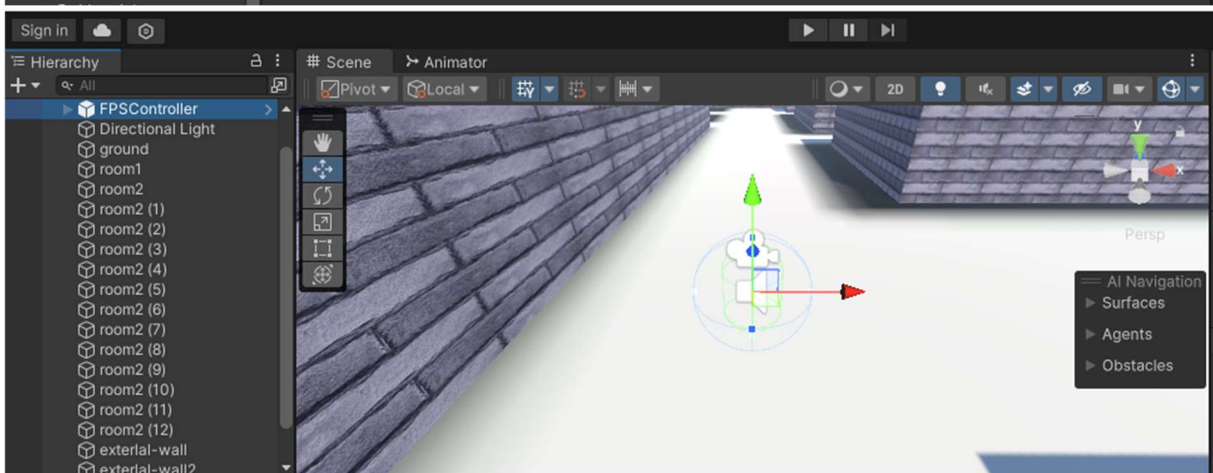 Sign in
Hierarchy
Scene
Animator
All
Pivot
Local
2D
FPSController
Directional Light
ground
room1
room2
room2 (1)
room2 (2)
room2 (3)
room2 (4)
room2 (5)
room2 (6)
room2 (7)
room2 (8)
room2 (9)
room2 (10)
room2 (11)
room2 (12)
exterlal-wall
exterlal-wall2
y
x
Persp
AI Navigation
Surfaces
Agents
Obstacles